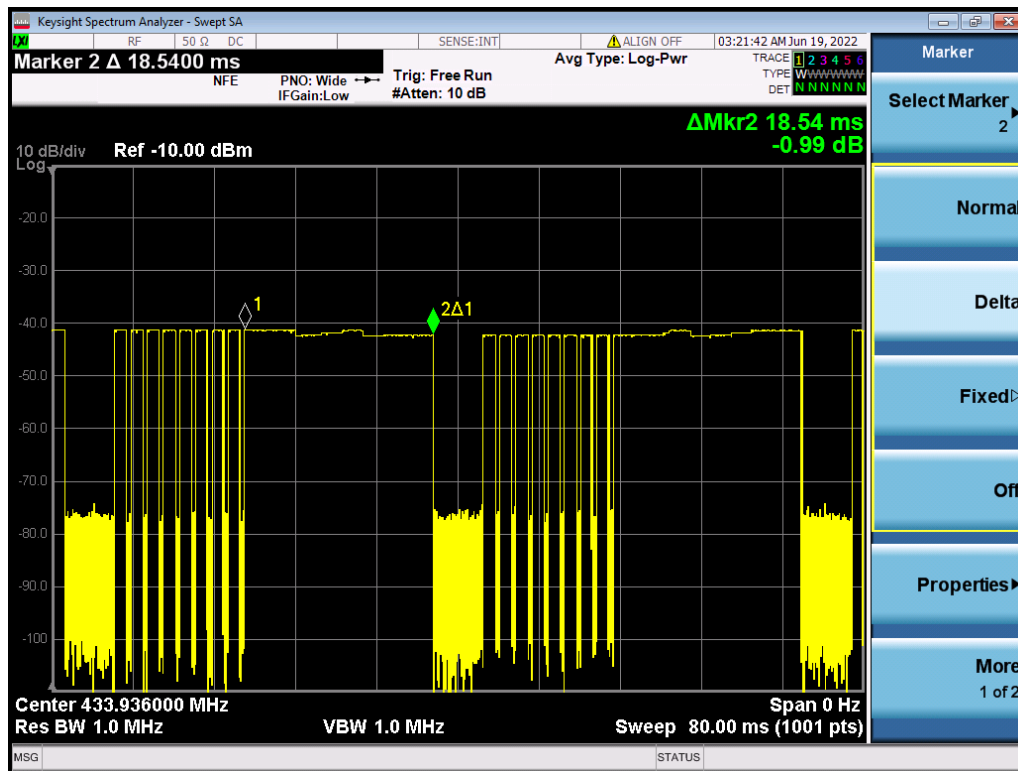 Keysight Spectrum Analyzer - Swept SA
LXI RF 50 Ω DC SENSE:INT ALIGN OFF 03:21:42 AM Jun 19, 2022
Marker 2 Δ 18.5400 ms
NFE
PNO: Wide
IFGain:Low
Trig: Free Run
#Atten: 10 dB
Avg Type: Log-Pwr
TRACE 1 2 3 4 5 6
TYPE WWWWWW
DET N N N N N N
ΔMkr2 18.54 ms
-0.99 dB
10 dB/div Ref -10.00 dBm
Log
-20.0
-30.0
-40.0
-50.0
-60.0
-70.0
-80.0
-90.0
-100
1
2Δ1
Center 433.936000 MHz Span 0 Hz
Res BW 1.0 MHz VBW 1.0 MHz Sweep 80.00 ms (1001 pts)
MSG STATUS
Marker
Select Marker
2
Normal
Delta
Fixed
Off
Properties
More
1 of 2